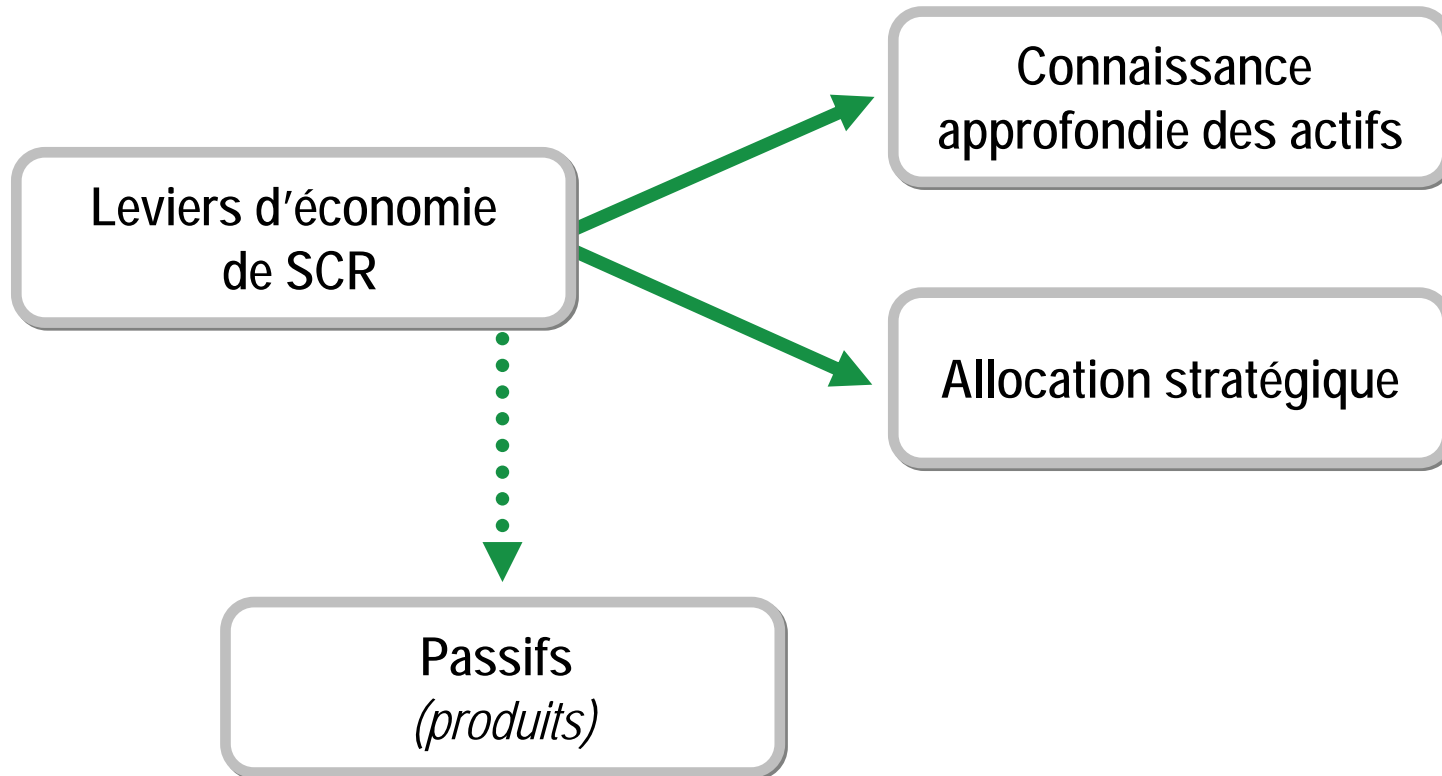 Connaissance
approfondie des actifs
Leviers d'économie
de SCR
Allocation stratégique
Passifs
(produits)